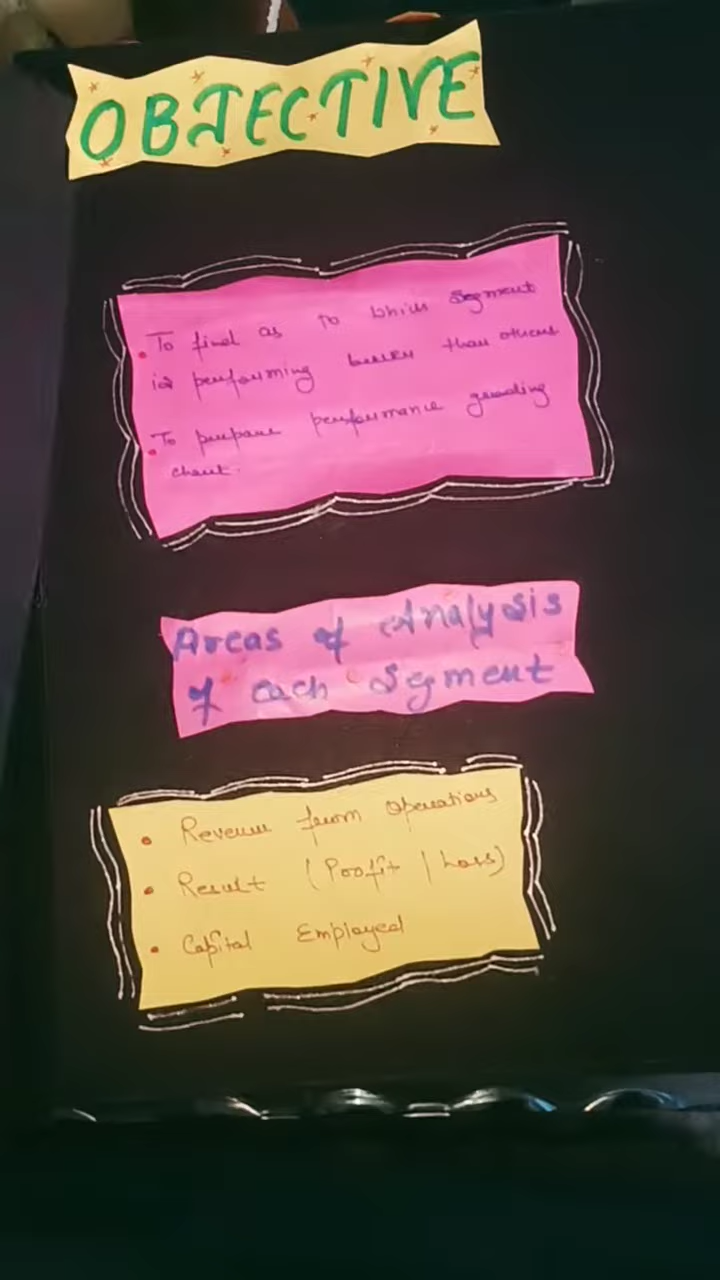 OBJECTIVE
• To find as to which segment
is performing better than others
• To prepare performance grading
chart.
Areas of Analysis
of each Segment
• Revenue from Operations
• Result (Profit / Loss)
• Capital Employed